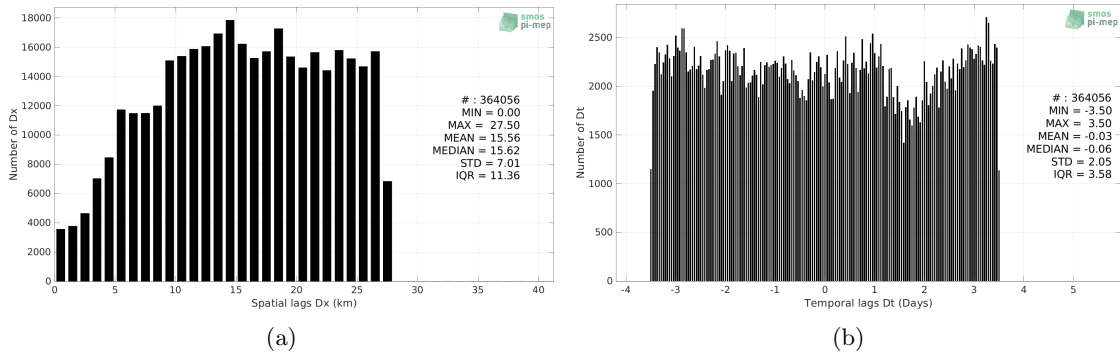 18000
16000
14000
12000
10000
8000
6000
4000
2000
0
Number of Dx
0 5 10 15 20 25 30 35 40
Spatial lags Dx (km)
smos
pi-mep
# : 364056
MIN = 0.00
MAX = 27.50
MEAN = 15.56
MEDIAN = 15.62
STD = 7.01
IQR = 11.36
(a)
2500
2000
1500
1000
500
0
Number of Dt
-4 -3 -2 -1 0 1 2 3 4 5
Temporal lags Dt (Days)
smos
pi-mep
# : 364056
MIN = -3.50
MAX = 3.50
MEAN = -0.03
MEDIAN = -0.06
STD = 2.05
IQR = 3.58
(b)